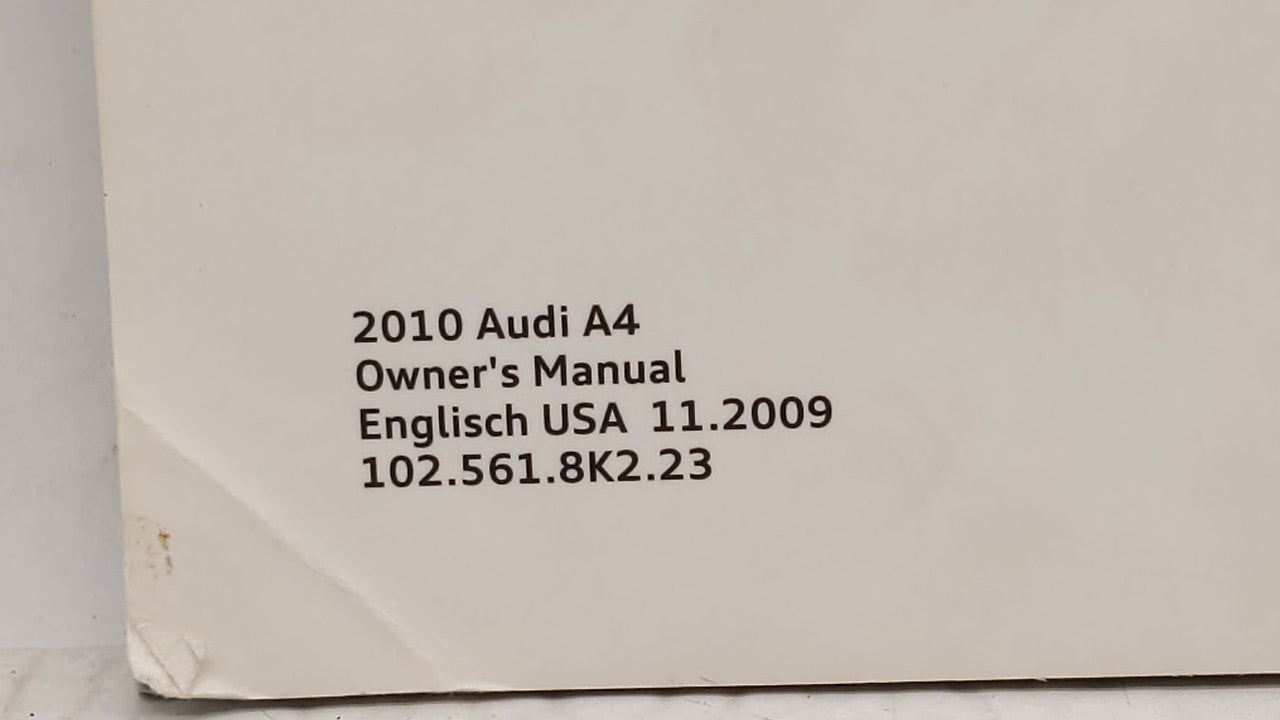 2010 Audi A4
Owner's Manual
Englisch USA 11.2009
102.561.8K2.23